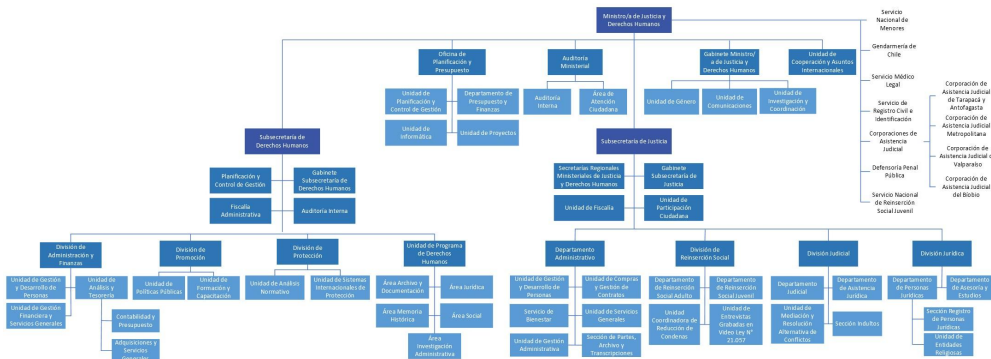 Ministro/a de Justicia y
Derechos Humanos
Servicio
Nacional de
Menores
Gendarmería de
Chile
Servicio Médico
Legal
Servicio de
Registro Civil e
Identificación
Corporaciones de
Asistencia
Judicial
Defensoría Penal
Pública
Servicio Nacional
de Reinserción
Social Juvenil
Corporación de
Asistencia Judicial
de Tarapacá y
Antofagasta
Corporación de
Asistencia Judicial
Metropolitana
Corporación de
Asistencia Judicial
Valparaíso
Corporación de
Asistencia Judicial
del Bíobio
Oficina de
Planificación y
Presupuesto
Auditoria
Ministerial
Gabinete Ministro/
a de Justicia y
Derechos Humanos
Unidad de
Cooperación y Asuntos
Internacionales
Unidad de
Planificación y
Control de Gestión
Departamento de
Presupuesto y
Finanzas
Unidad de
Informática
Unidad de Proyectos
Auditoria
Interna
Área de
Atención
Ciudadana
Unidad de Género
Unidad de
Comunicaciones
Unidad de
Investigación y
Coordinación
Subsecretaría de
Derechos Humanos
Subsecretaría de Justicia
Planificación y
Control de Gestión
Gabinete
Subsecretaría de
Derechos Humanos
Fiscalía
Administrativa
Auditoría Interna
Secretarías Regionales
Ministeriales de Justicia
y Derechos Humanos
Gabinete
Subsecretaría de
Justicia
Unidad de Fiscalía
Unidad de
Participación
Ciudadana
División de
Administración y
Finanzas
División de
Promoción
División de
Protección
Unidad de Programa
de Derechos
Humanos
Departamento
Administrativo
División de
Reinserción Social
División Judicial
División Jurídica
Unidad de Gestión
y Desarrollo de
Personas
Unidad de
Análisis y
Tesorería
Unidad de Gestión
Financiera y
Servicios Generales
Contabilidad y
Presupuesto
Adquisiciones y
Servicios
Unidad de
Políticas Públicas
Unidad de
Formación y
Capacitación
Unidad de Análisis
Normativo
Unidad de Sistemas
Internacionales de
Protección
Área Archivo y
Documentación
Área Jurídica
Área Memoria
Histórica
Área Social
Área
Investigación
Administrativa
Unidad de Gestión
y Desarrollo de
Personas
Unidad de Compras
y Gestión de
Contratos
Servicio de
Bienestar
Unidad de Servicios
Generales
Unidad de Gestión
Administrativa
Sección de Partes,
Archivo y
Transcripciones
Departamento
de Reinserción
Social Adulto
Departamento
de Reinserción
Social Juvenil
Unidad
Coordinadora de
Reducción de
Condenas
Unidad de
Entrevistas
Grabadas en
Video Ley N°
21.057
Departamento
Judicial
Departamento
de Asistencia
Jurídica
Unidad de
Mediación y
Resolución
Alternativa de
Conflictos
Sección Indultos
Departamento
de Personas
Jurídicas
Departamento
de Asesoría y
Estudios
Sección Registro
de Personas
Jurídicas
Unidad de
Entidades
Religiosas